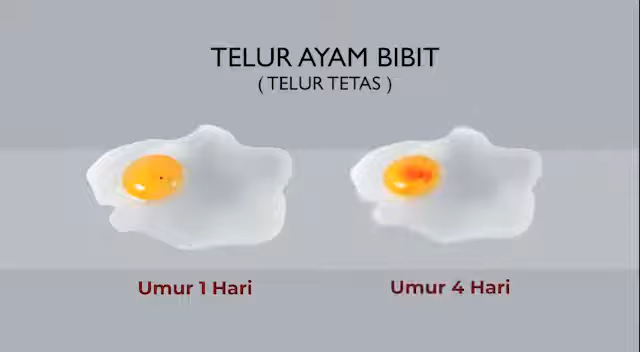 TELUR AYAM BIBIT
( TELUR TETAS )
Umur 1 Hari
Umur 4 Hari